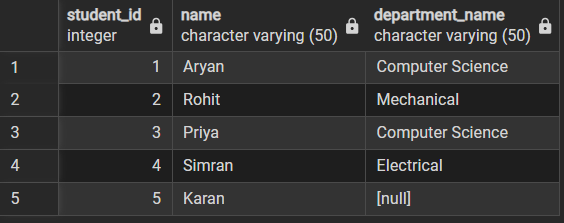 student_id name department_name
integer character varying (50) character varying (50)
1 1 Aryan Computer Science
2 2 Rohit Mechanical
3 3 Priya Computer Science
4 4 Simran Electrical
5 5 Karan [null]